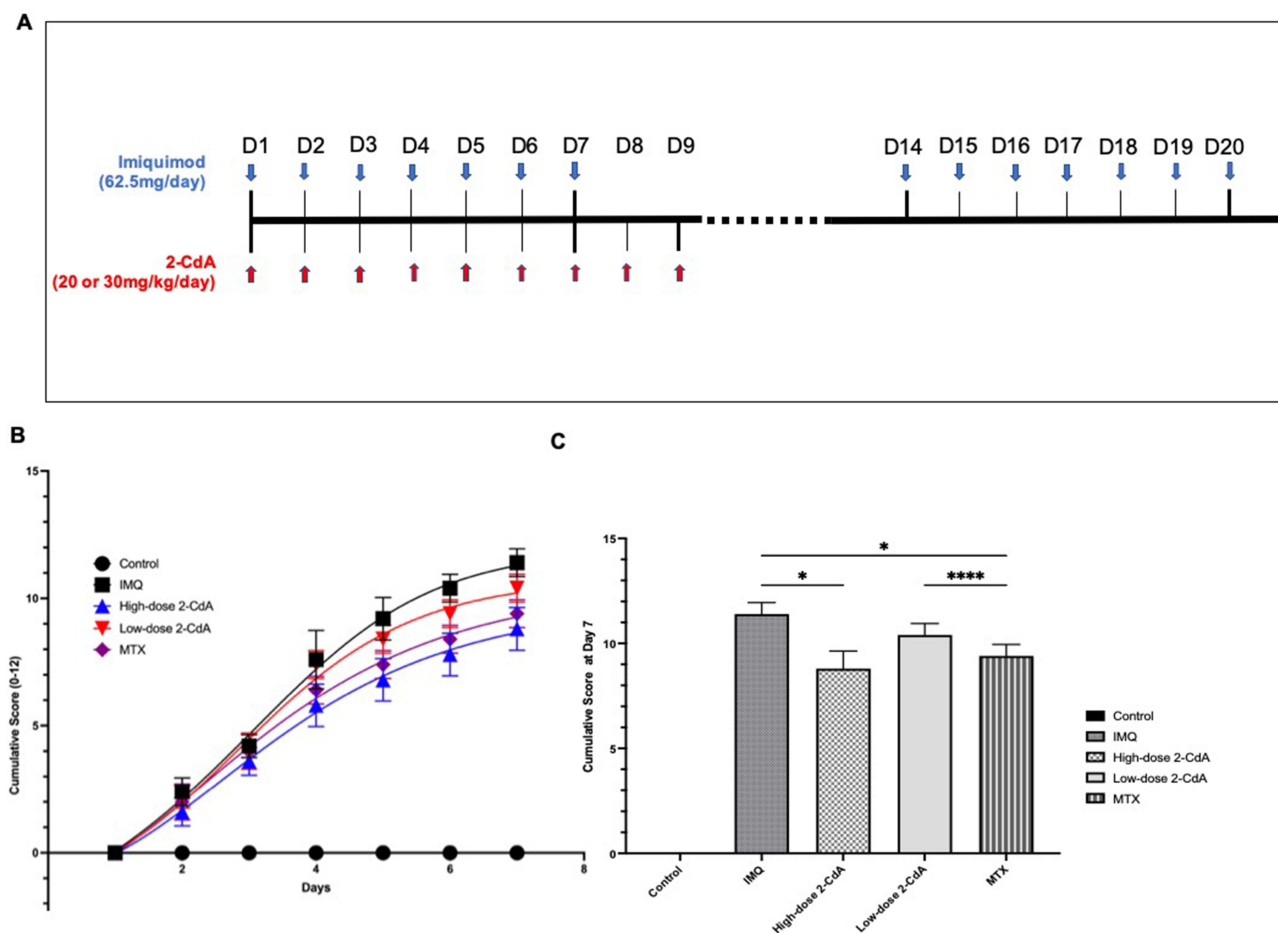 A
D1 D2 D3 D4 D5 D6 D7 D8 D9 D14 D15 D16 D17 D18 D19 D20
Imiquimod
(62.5mg/day)
2-CdA
(20 or 30mg/kg/day)
B
15
10
5
0
Cumulative Score (0-12)
Control
IMQ
High-dose 2-CdA
Low-dose 2-CdA
MTX
2 4 6 8
Days
C
15
10
5
0
Cumulative Score at Day 7
*
* ****
Control
IMQ
High-dose 2-CdA
Low-dose 2-CdA
MTX
Control
IMQ
High-dose 2-CdA
Low-dose 2-CdA
MTX